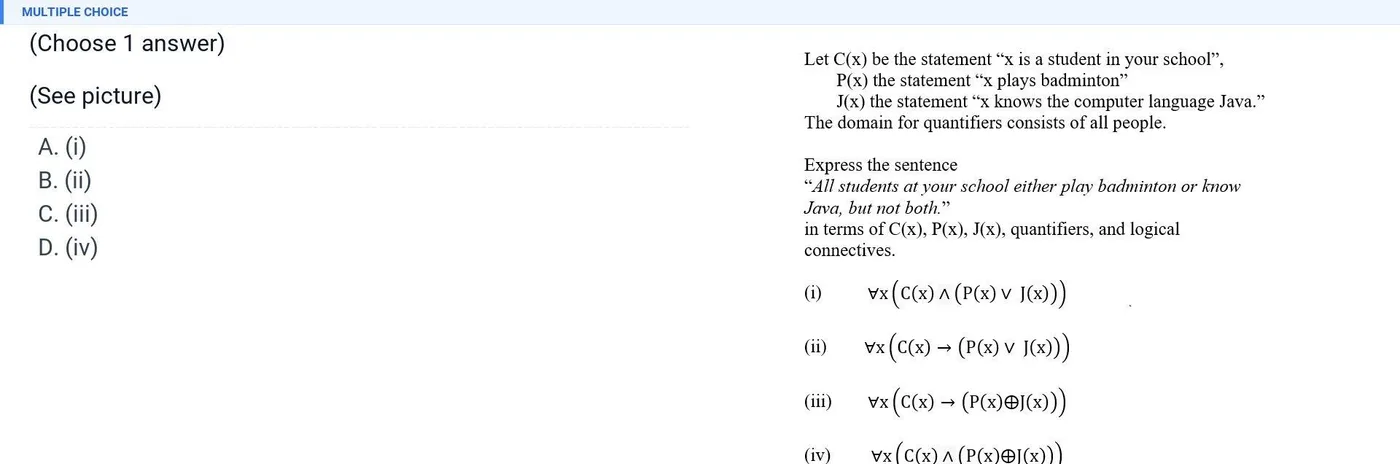 MULTIPLE CHOICE
(Choose 1 answer)
(See picture)
A. (i)
B. (ii)
C. (iii)
D. (iv)
Let C(x) be the statement “x is a student in your school”,
P(x) the statement “x plays badminton”
J(x) the statement “x knows the computer language Java.”
The domain for quantifiers consists of all people.
Express the sentence
“All students at your school either play badminton or know
Java, but not both.”
in terms of C(x), P(x), J(x), quantifiers, and logical
connectives.
(i) ∀x(C(x) ∧ (P(x) ∨ J(x)))
(ii) ∀x(C(x) → (P(x) ∨ J(x)))
(iii) ∀x(C(x) → (P(x)⊕J(x)))
(iv) ∀x(C(x) ∧ (P(x)⊕J(x)))